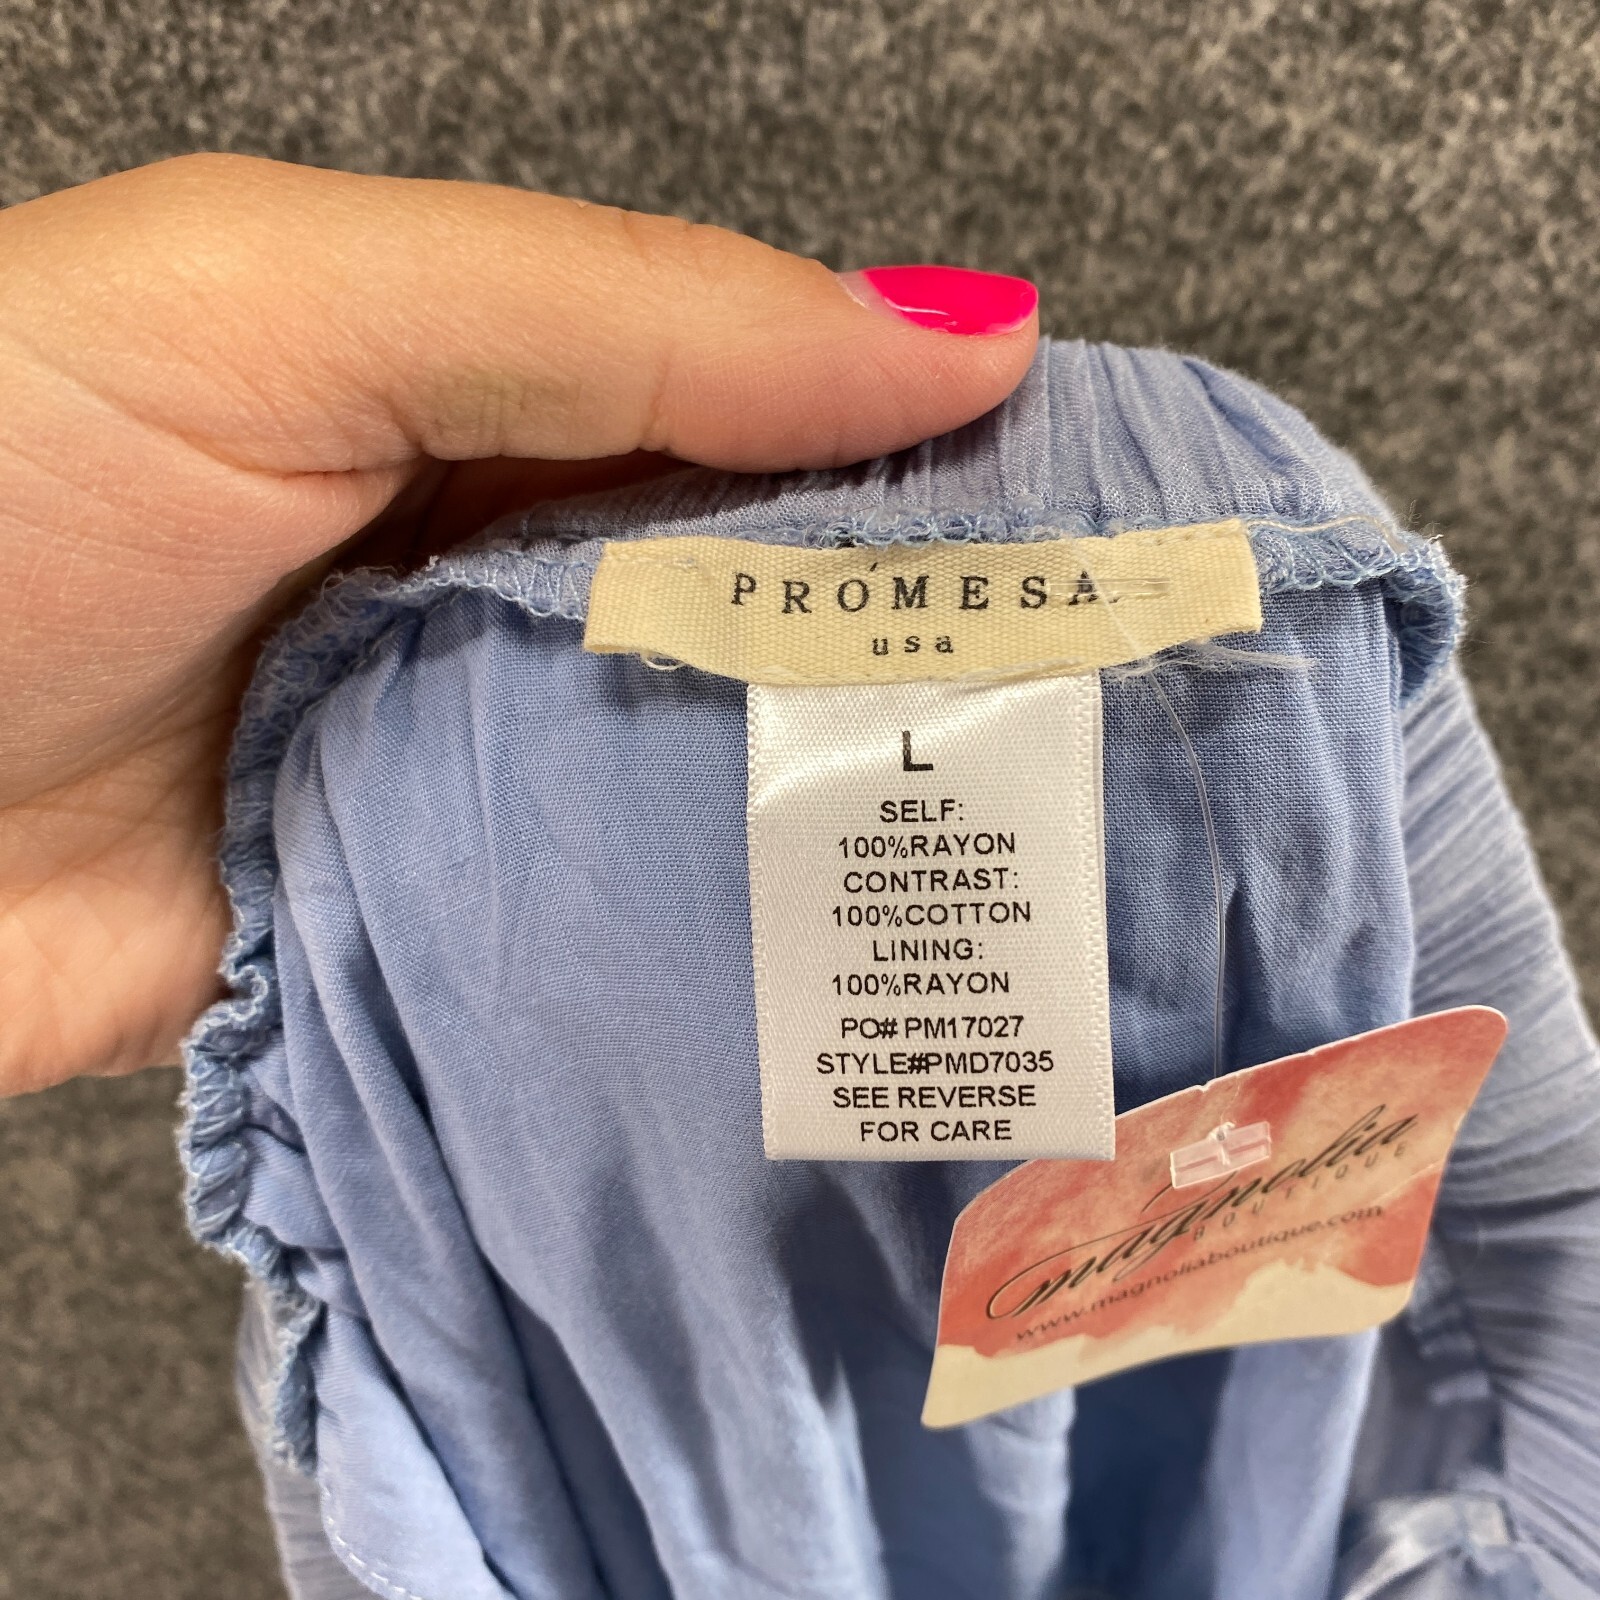 PRÓMESA
usa
L
SELF:
100%RAYON
CONTRAST:
100%COTTON
LINING:
100%RAYON
PO# PM17027
STYLE#PMD7035
SEE REVERSE
FOR CARE
magnolia
BOUTIQUE
www.magnoliaboutique.com